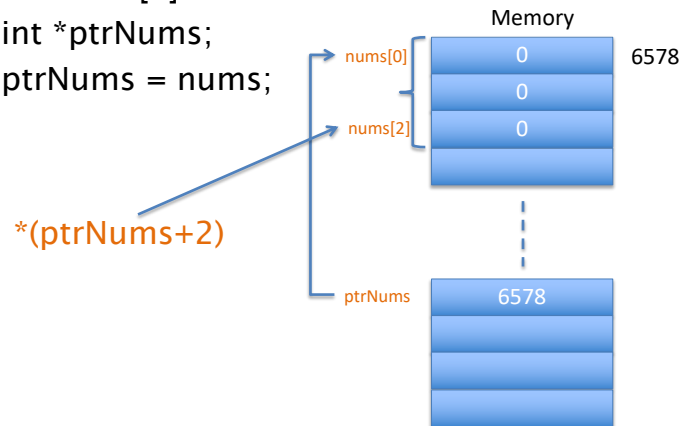 int *ptrNums;
ptrNums = nums;
*(ptrNums+2)
Memory
nums[0] 0 6578
0
nums[2] 0
ptrNums 6578